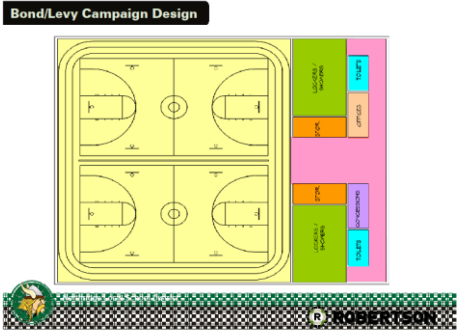 Bond/Levy Campaign Design
LOCKERS /
SHOWERS
TOILETS
OFFICES
STOR.
STOR.
CONCESSIONS
LOCKERS /
SHOWERS
TOILETS
R ROBERTSON